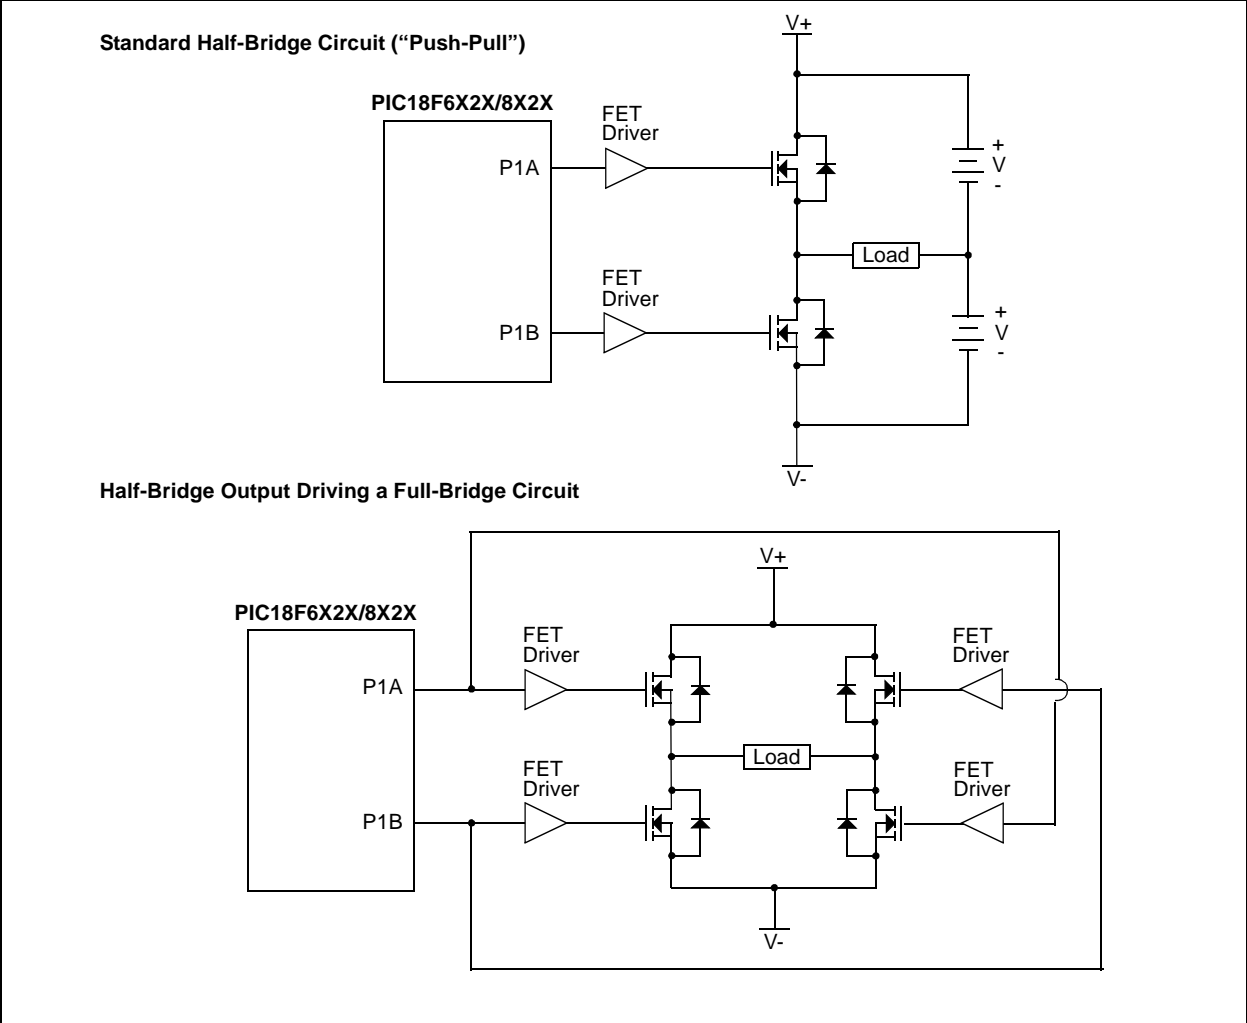 Standard Half-Bridge Circuit (“Push-Pull”)
V+
PIC18F6X2X/8X2X
FET
Driver
P1A
+
V
-
Load
FET
Driver
P1B
+
V
-
V-
Half-Bridge Output Driving a Full-Bridge Circuit
V+
PIC18F6X2X/8X2X
FET
Driver
FET
Driver
P1A
Load
FET
Driver
FET
Driver
P1B
V-